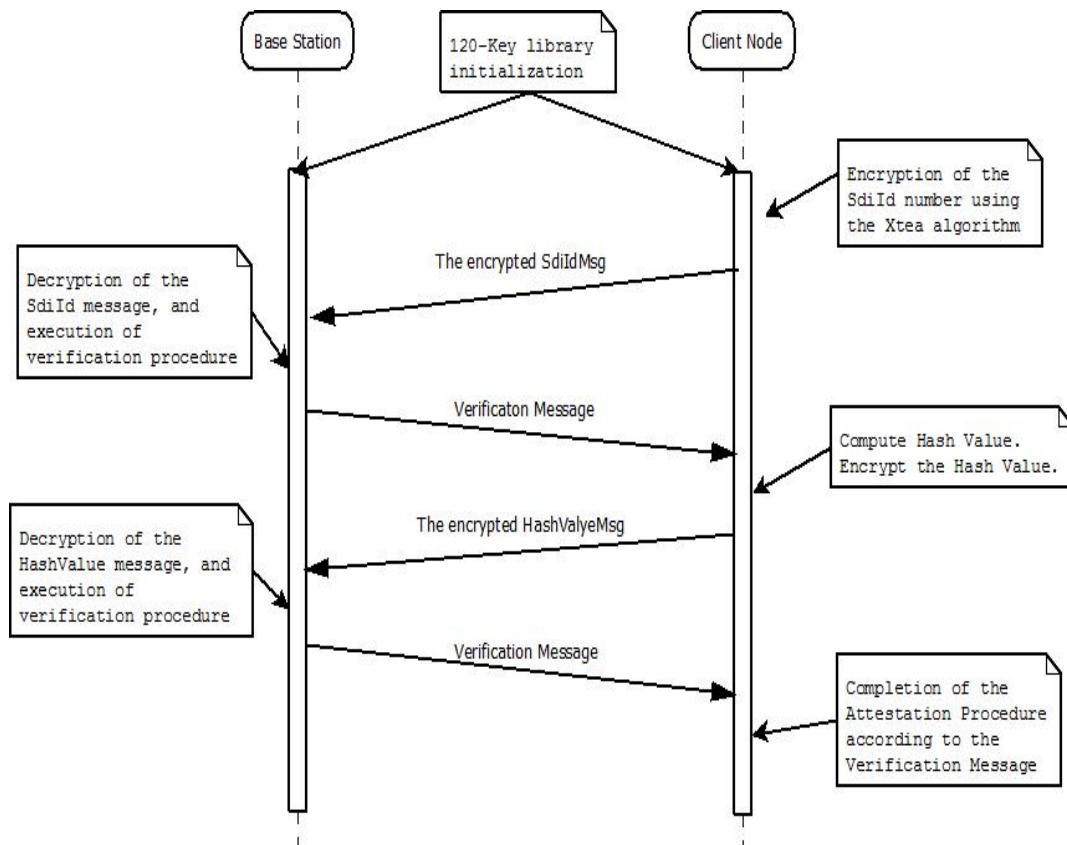 Base Station
120-Key library
initialization
Client Node
Encryption of the
SdiId number using
the Xtea algorithm
The encrypted SdiIdMsg
Decryption of the
SdiId message, and
execution of
verification procedure
Verificaton Message
Compute Hash Value.
Encrypt the Hash Value.
The encrypted HashValyeMsg
Decryption of the
HashValue message, and
execution of
verification procedure
Verification Message
Completion of the
Attestation Procedure
according to the
Verification Message